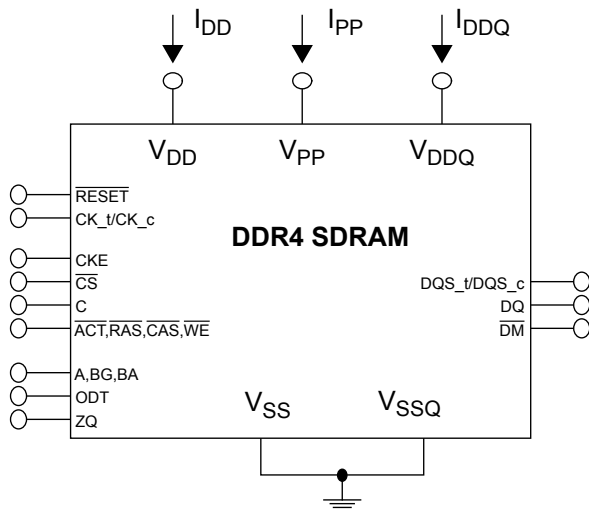 IDD IPP IDDQ
VDD VPP VDDQ
RESET
CK_t/CK_c
DDR4 SDRAM
CKE
CS
DQS_t/DQS_c
C
DQ
ACT,RAS,CAS,WE
DM
A,BG,BA
ODT
VSS VSSQ
ZQ